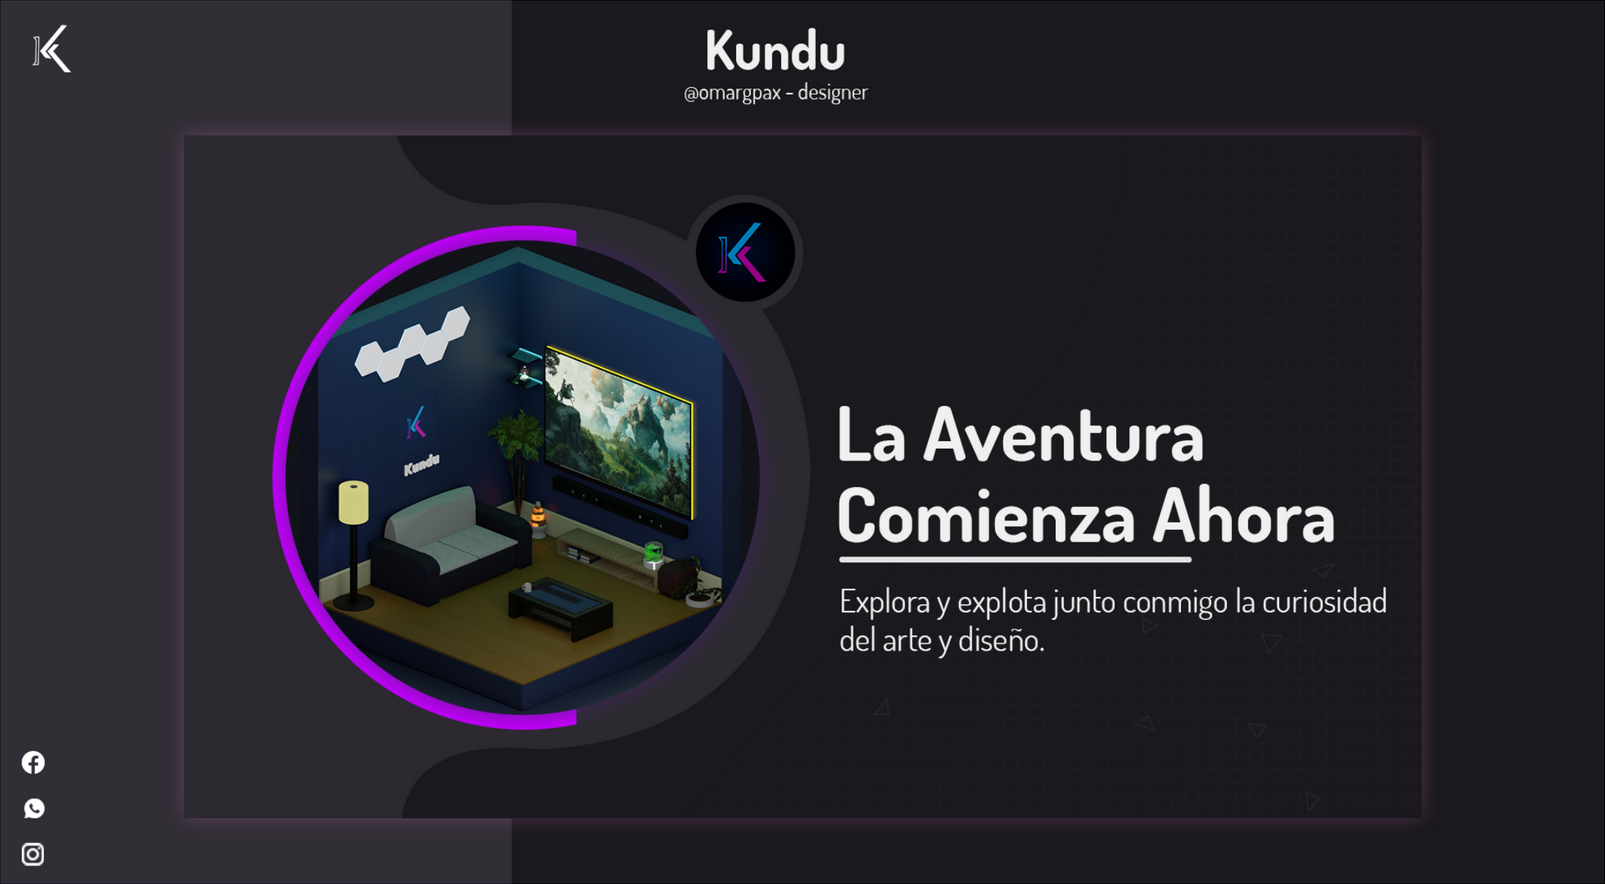 Kundu
@omargpax - designer
Kundu
La Aventura
Comienza Ahora
Explora y explota junto conmigo la curiosidad
del arte y diseño.